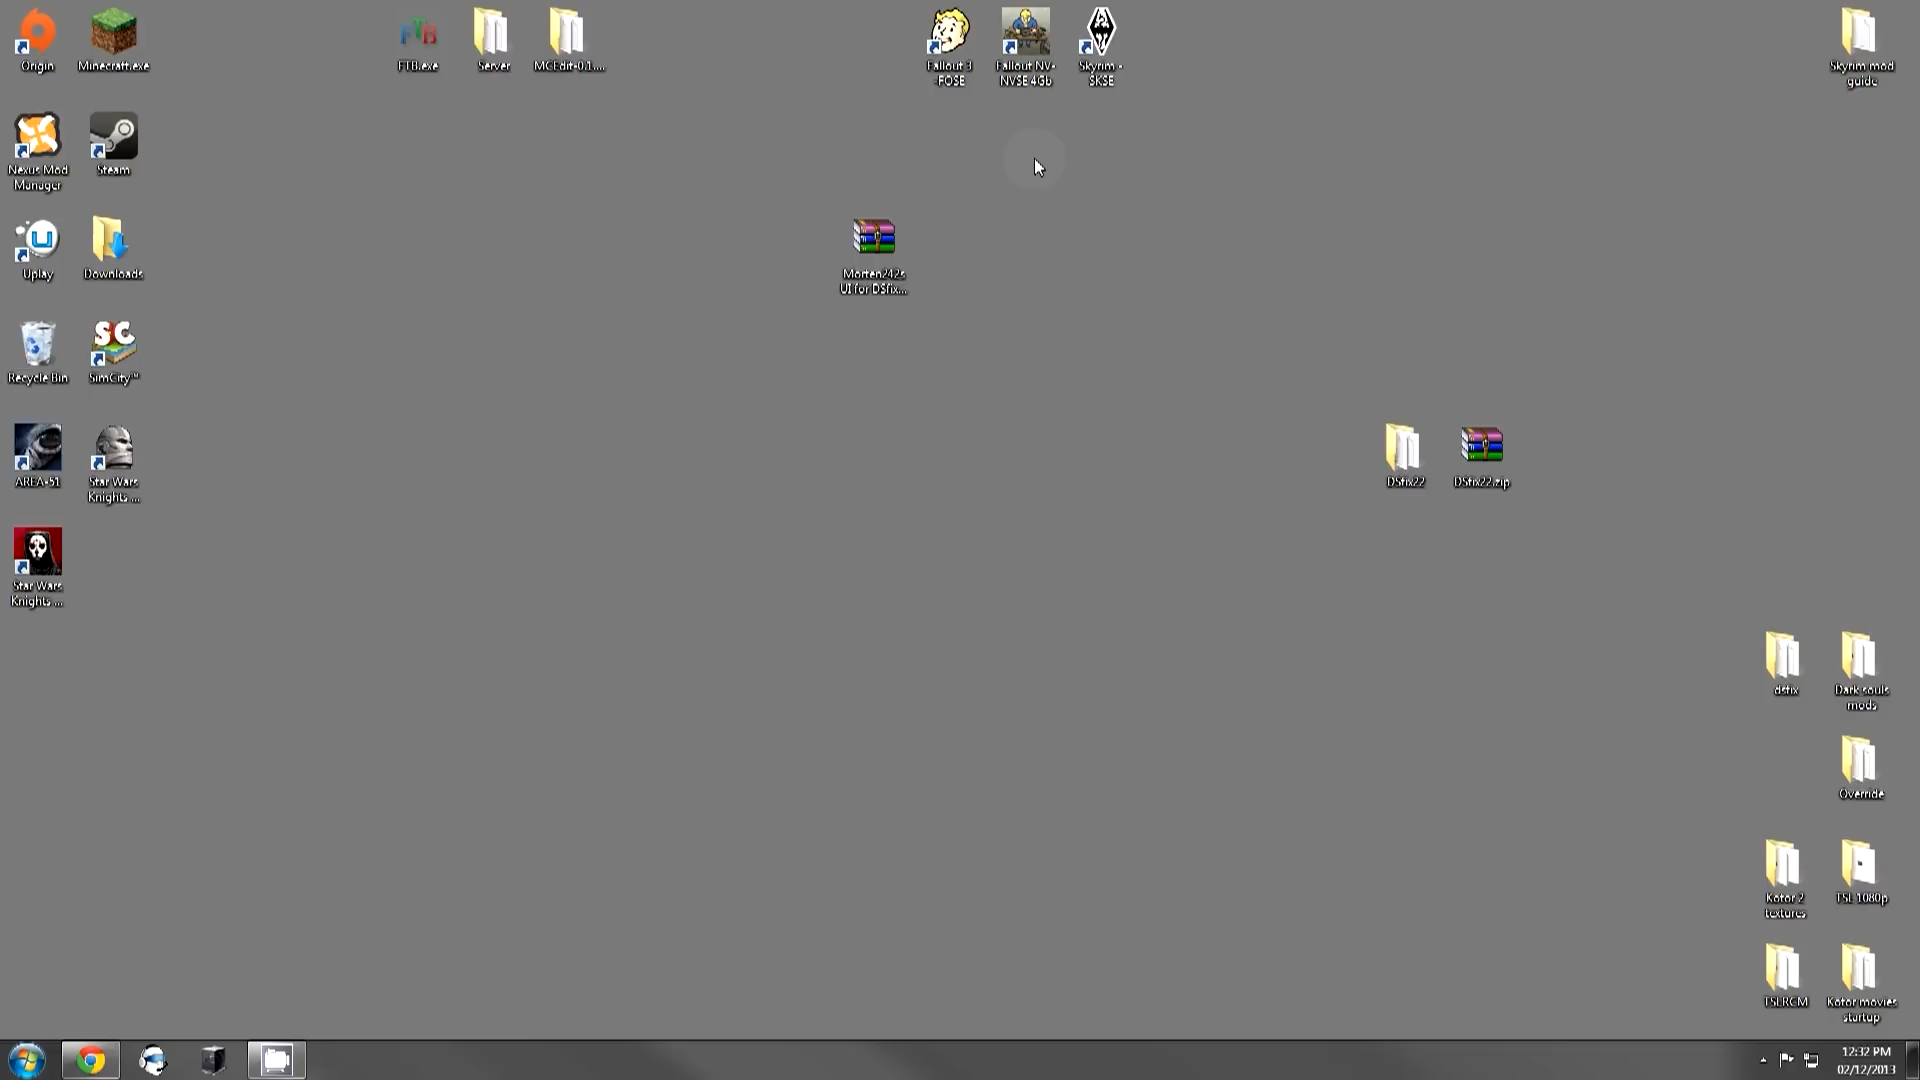 Origin
Minecraft.exe
FTB
FTB.exe
Server
MCEdit-0.1....
Fallout 3
-FOSE
Fallout NV-
NVSE 4Gb
Skyrim -
SKSE
Skyrim mod
guide
Nexus Mod
Manager
Steam
U
Uplay
Downloads
Morten242s
UI for DSfix...
Recycle Bin
SC
SimCity™
AREA-51
Star Wars
Knights ...
DSfix22
DSfix22.zip
Star Wars
Knights ...
dsfix
Dark souls
mods
Override
Kotor 2
textures
TSL 1080p
TSLRCM
Kotor movies
startup
12:32 PM
02/12/2013